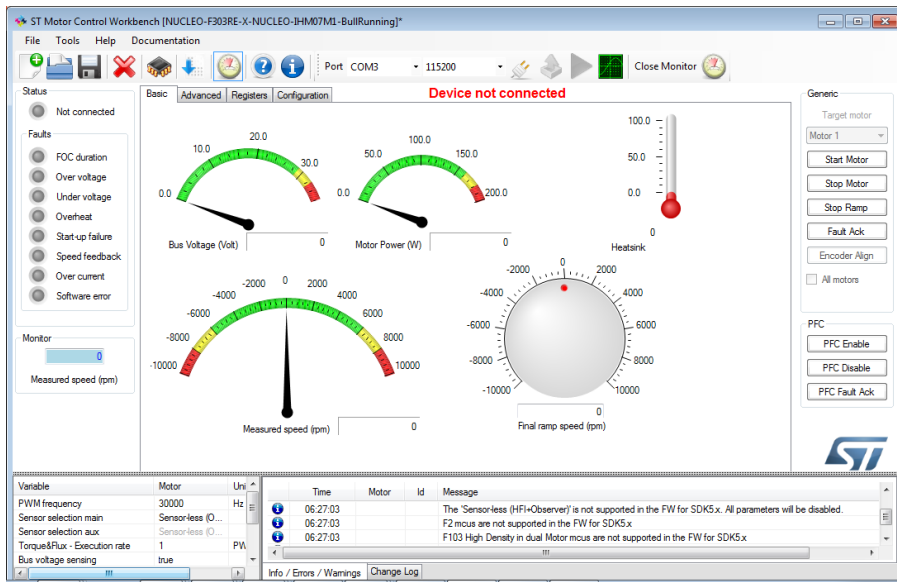 ST Motor Control Workbench [NUCLEO-F303RE-X-NUCLEO-IHM07M1-BullRunning]*
File Tools Help Documentation
Port COM3 115200 Close Monitor
Status
Not connected
Faults
FOC duration
Over voltage
Under voltage
Overheat
Start-up failure
Speed feedback
Over current
Software error
Monitor
0
Measured speed (rpm)
Basic Advanced Registers Configuration
Device not connected
0.0 10.0 20.0 30.0
Bus Voltage (Volt) 0
0.0 50.0 100.0 150.0 200.0
Motor Power (W) 0
100.0
50.0
0.0
0
Heatsink
-10000 -8000 -6000 -4000 -2000 0 2000 4000 6000 8000 10000
Measured speed (rpm) 0
-10000 -8000 -6000 -4000 -2000 0 2000 4000 6000 8000 10000
0
Final ramp speed (rpm)
Generic
Target motor
Motor 1
Start Motor
Stop Motor
Stop Ramp
Fault Ack
Encoder Align
All motors
PFC
PFC Enable
PFC Disable
PFC Fault Ack
ST
Variable Motor Uni
PWM frequency 30000 Hz
Sensor selection main Sensor-less (O...
Sensor selection aux Sensor-less (O...
Torque&Flux - Execution rate 1 PW
Bus voltage sensing true
Time Motor Id Message
06:27:03 The 'Sensor-less (HFI+Observer)' is not supported in the FW for SDK5.x. All parameters will be disabled.
06:27:03 F2 mcus are not supported in the FW for SDK5.x
06:27:03 F103 High Density in dual Motor mcus are not supported in the FW for SDK5.x
Info / Errors / Warnings Change Log